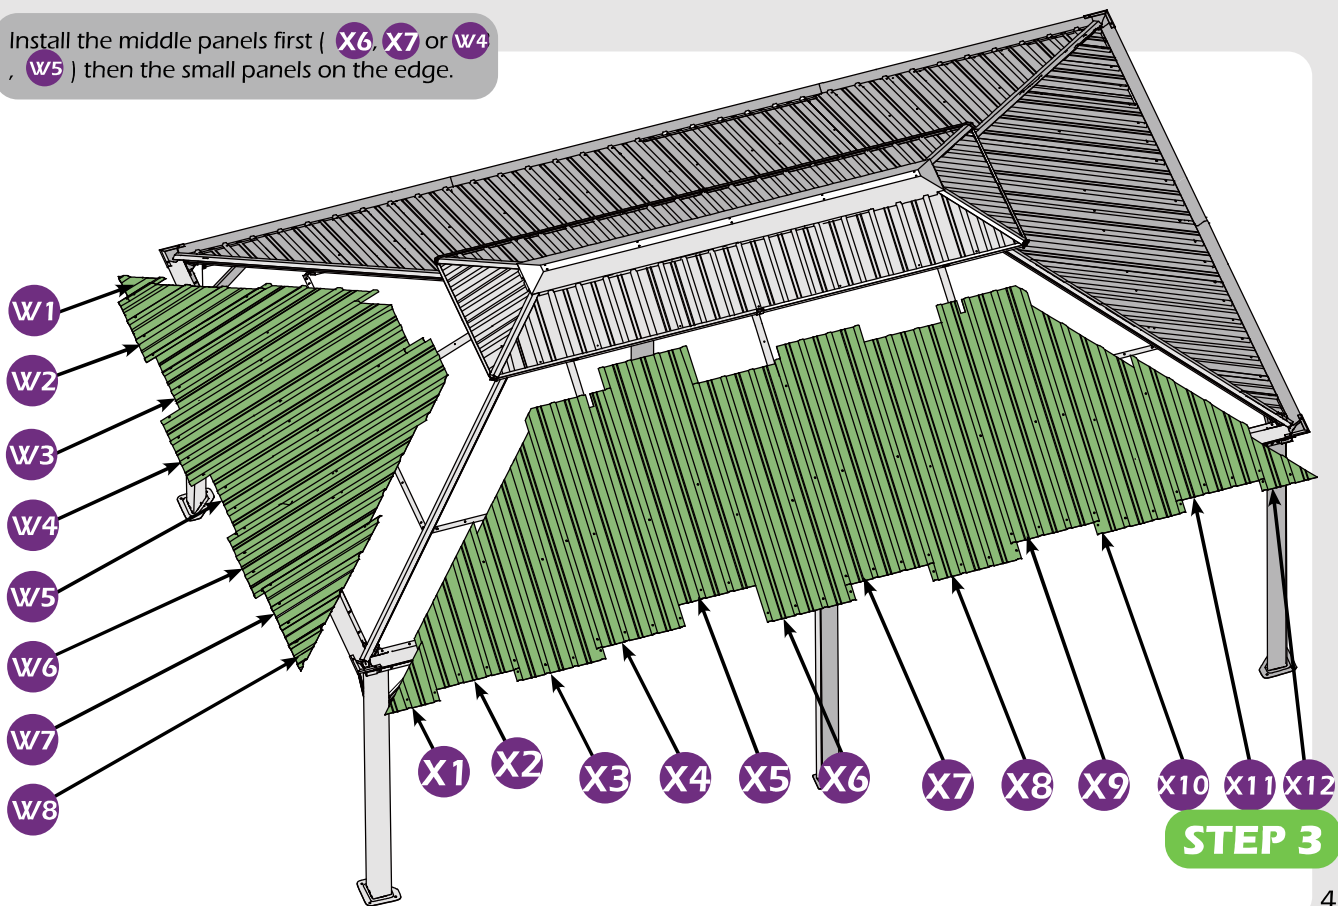 Install the middle panels first ( X6, X7 or W4
, W5 ) then the small panels on the edge.
W1
W2
W3
W4
W5
W6
W7
W8
X1
X2
X3
X4
X5
X6
X7
X8
X9
X10
X11
X12
STEP 3
4